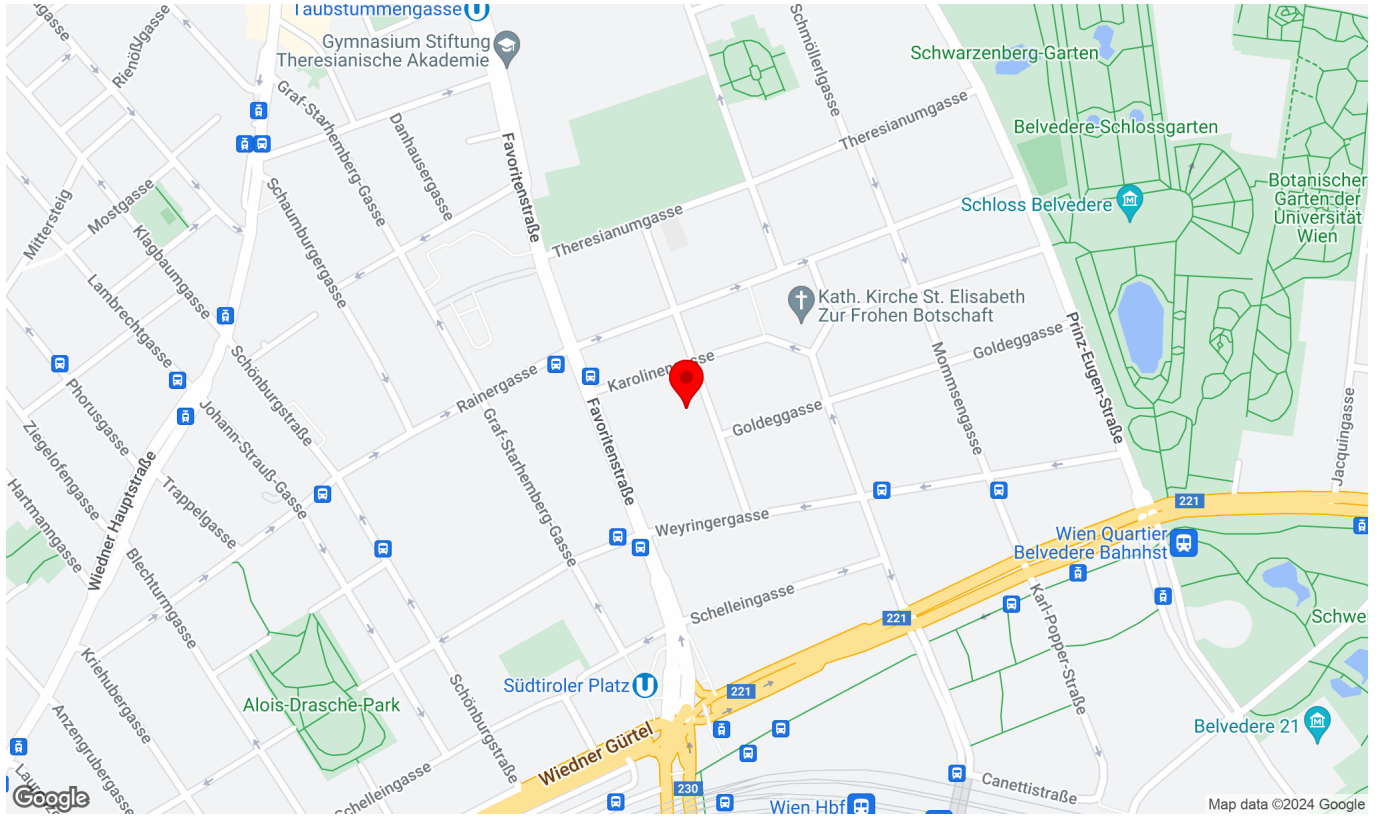 Taubstummengasse
Gymnasium Stiftung
Theresianische Akademie
Rienößlgasse
Schmöllerlgasse
Schwarzenberg-Garten
Graf-Starhemberg-Gasse
Danhausergasse
Favoritenstraße
Theresianumgasse
Belvedere-Schlossgarten
Mostgasse
Mittersteig
Klagbaumgasse
Schaumburgergasse
Theresianumgasse
Schloss Belvedere
Botanischer
Garten der
Universität
Wien
Lambrechtgasse
Kath. Kirche St. Elisabeth
Zur Frohen Botschaft
Goldeggasse
Prinz-Eugen-Straße
Mommsengasse
Schönburgstraße
Rainergasse
Phorusgasse
Johann-Strauß-Gasse
Graf-Starhemberg-Gasse
Favoritenstraße
Goldeggasse
Jacquingasse
Ziegelofengasse
Hartmanngasse
Wiedner Hauptstraße
Trappelgasse
Weyringergasse
221
Wien Quartier
Belvedere Bahnhst
Blechturmgasse
Schelleingasse
221
Karl-Popper-Straße
Kriehubergasse
Südtiroler Platz
221
Alois-Drasche-Park
Schönburgstraße
Anzengrubergasse
Belvedere 21
Wiedner Gürtel
Schelleingasse
230
Canettistraße
Wien Hbf
Google
Map data ©2024 Google